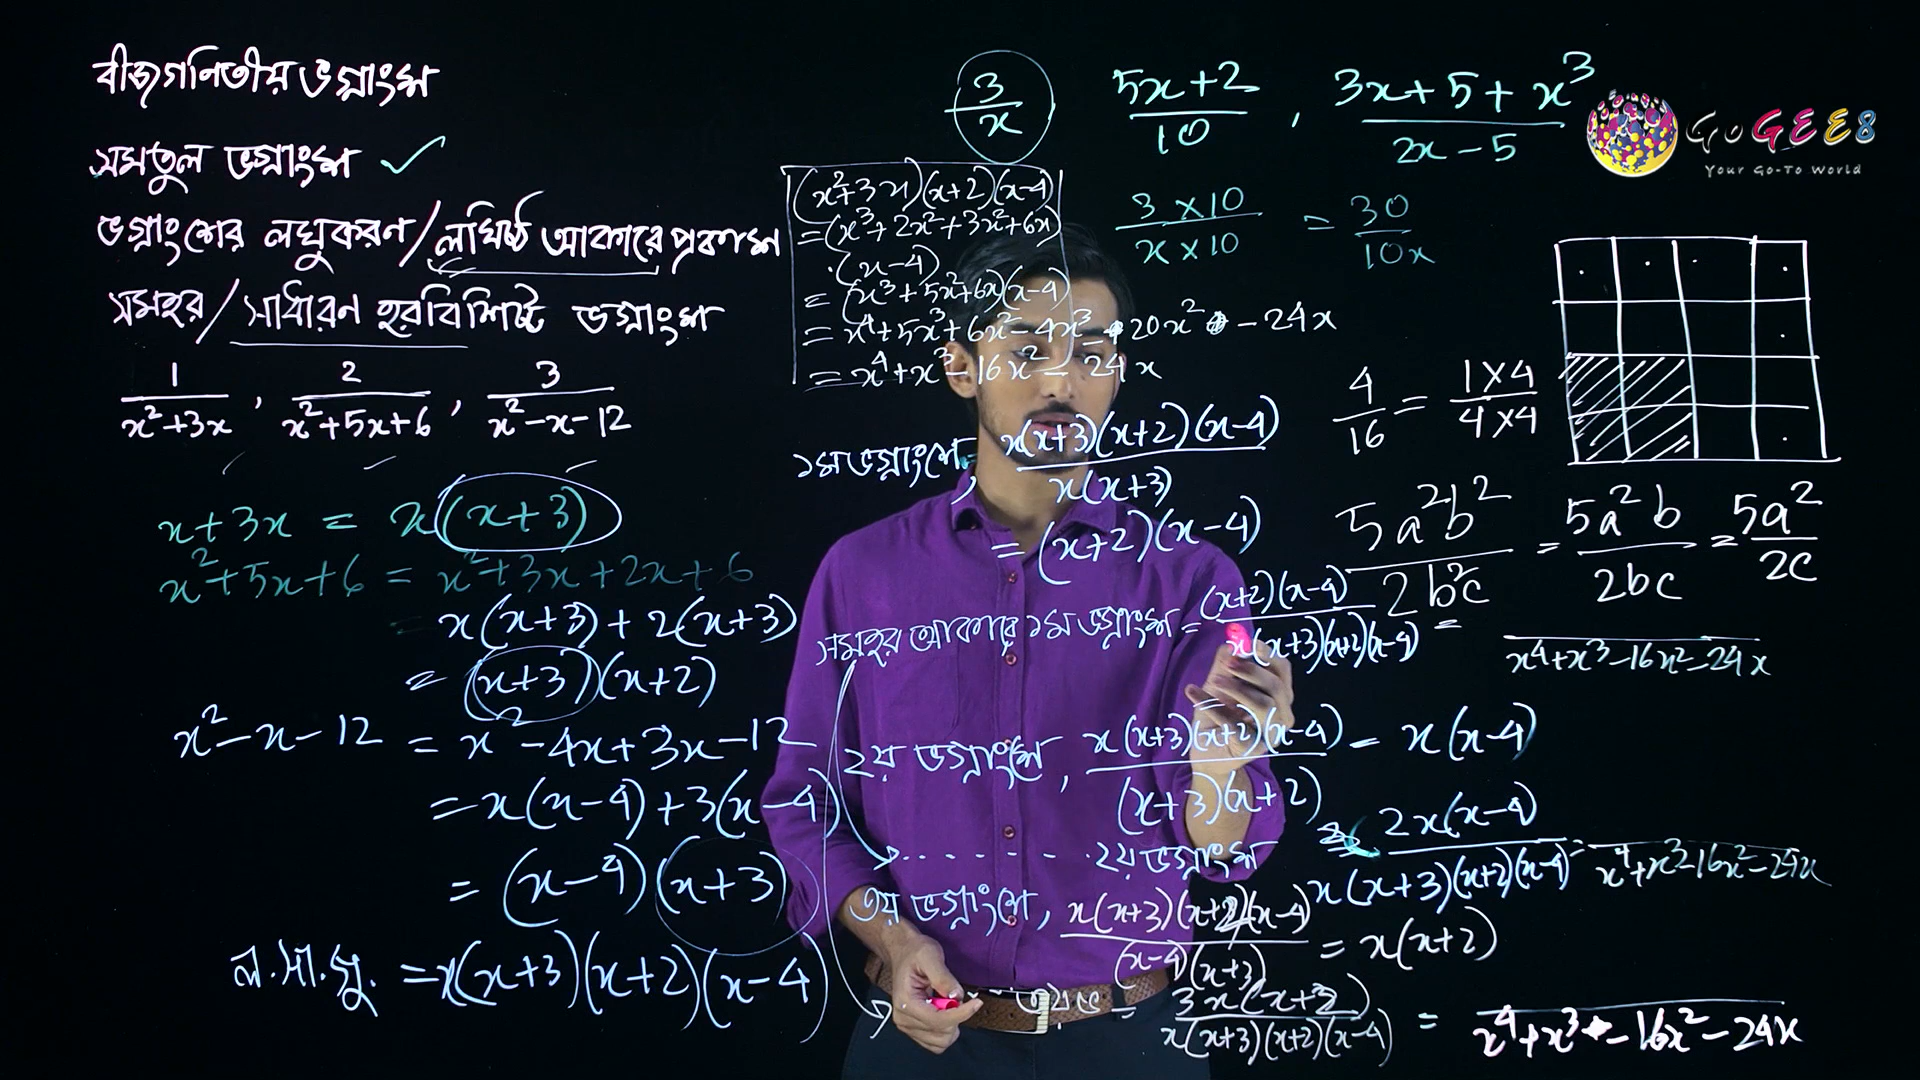 বীজগনিতীয় ভগ্নাংশ
সমতুল ভগ্নাংশ ✓
ভগ্নাংশের লঘুকরণ/লঘিষ্ঠ আকারে প্রকাশ
সমহর/সাধারন হরবিশিষ্ট ভগ্নাংশ
1/(x²+3x), 2/(x²+5x+6), 3/(x²-x-12)
x+3x = x(x+3)
x²+5x+6 = x²+3x+2x+6
= x(x+3)+2(x+3)
= (x+3)(x+2)
x²-x-12 = x²-4x+3x-12
= x(x-4)+3(x-4)
= (x-4)(x+3)
ল.সা.গু. = x(x+3)(x+2)(x-4)
(x²+3x)(x+2)(x-4)
= (x³+2x²+3x²+6x)
.(x-4)
= (x³+5x²+6x)(x-4)
= x⁴+5x³+6x²-4x³-20x²-24x
= x⁴+x³-16x²-24x
১ম ভগ্নাংশে, x(x+3)(x+2)(x-4)/x(x+3)
= (x+2)(x-4)
সমহর আকারে ১ম ভগ্নাংশ = (x+2)(x-4)/x(x+3)(x+2)(x-4) = /x⁴+x³-16x²-24x
২য় ভগ্নাংশে, x(x+3)(x+2)(x-4)/(x+3)(x+2) = x(x-4)
২য় ভগ্নাংশ 2x(x-4)/x(x+3)(x+2)(x-4) = /x⁴+x³-16x²-24x
৩য় ভগ্নাংশে, x(x+3)(x+2)(x-4)/(x-4)(x+3) = x(x+2)
= 3x(x+2)/x(x+3)(x+2)(x-4) = /x⁴+x³-16x²-24x
3/x (5x+2)/10, (3x+5+x³)/(2x-5)
(3×10)/(x×10) = 30/10x
4/16 = (1×4)/(4×4)
5a²b²/2b²c = 5a²b/2bc = 5a²/2c
GoGEE8
Your Go-To World